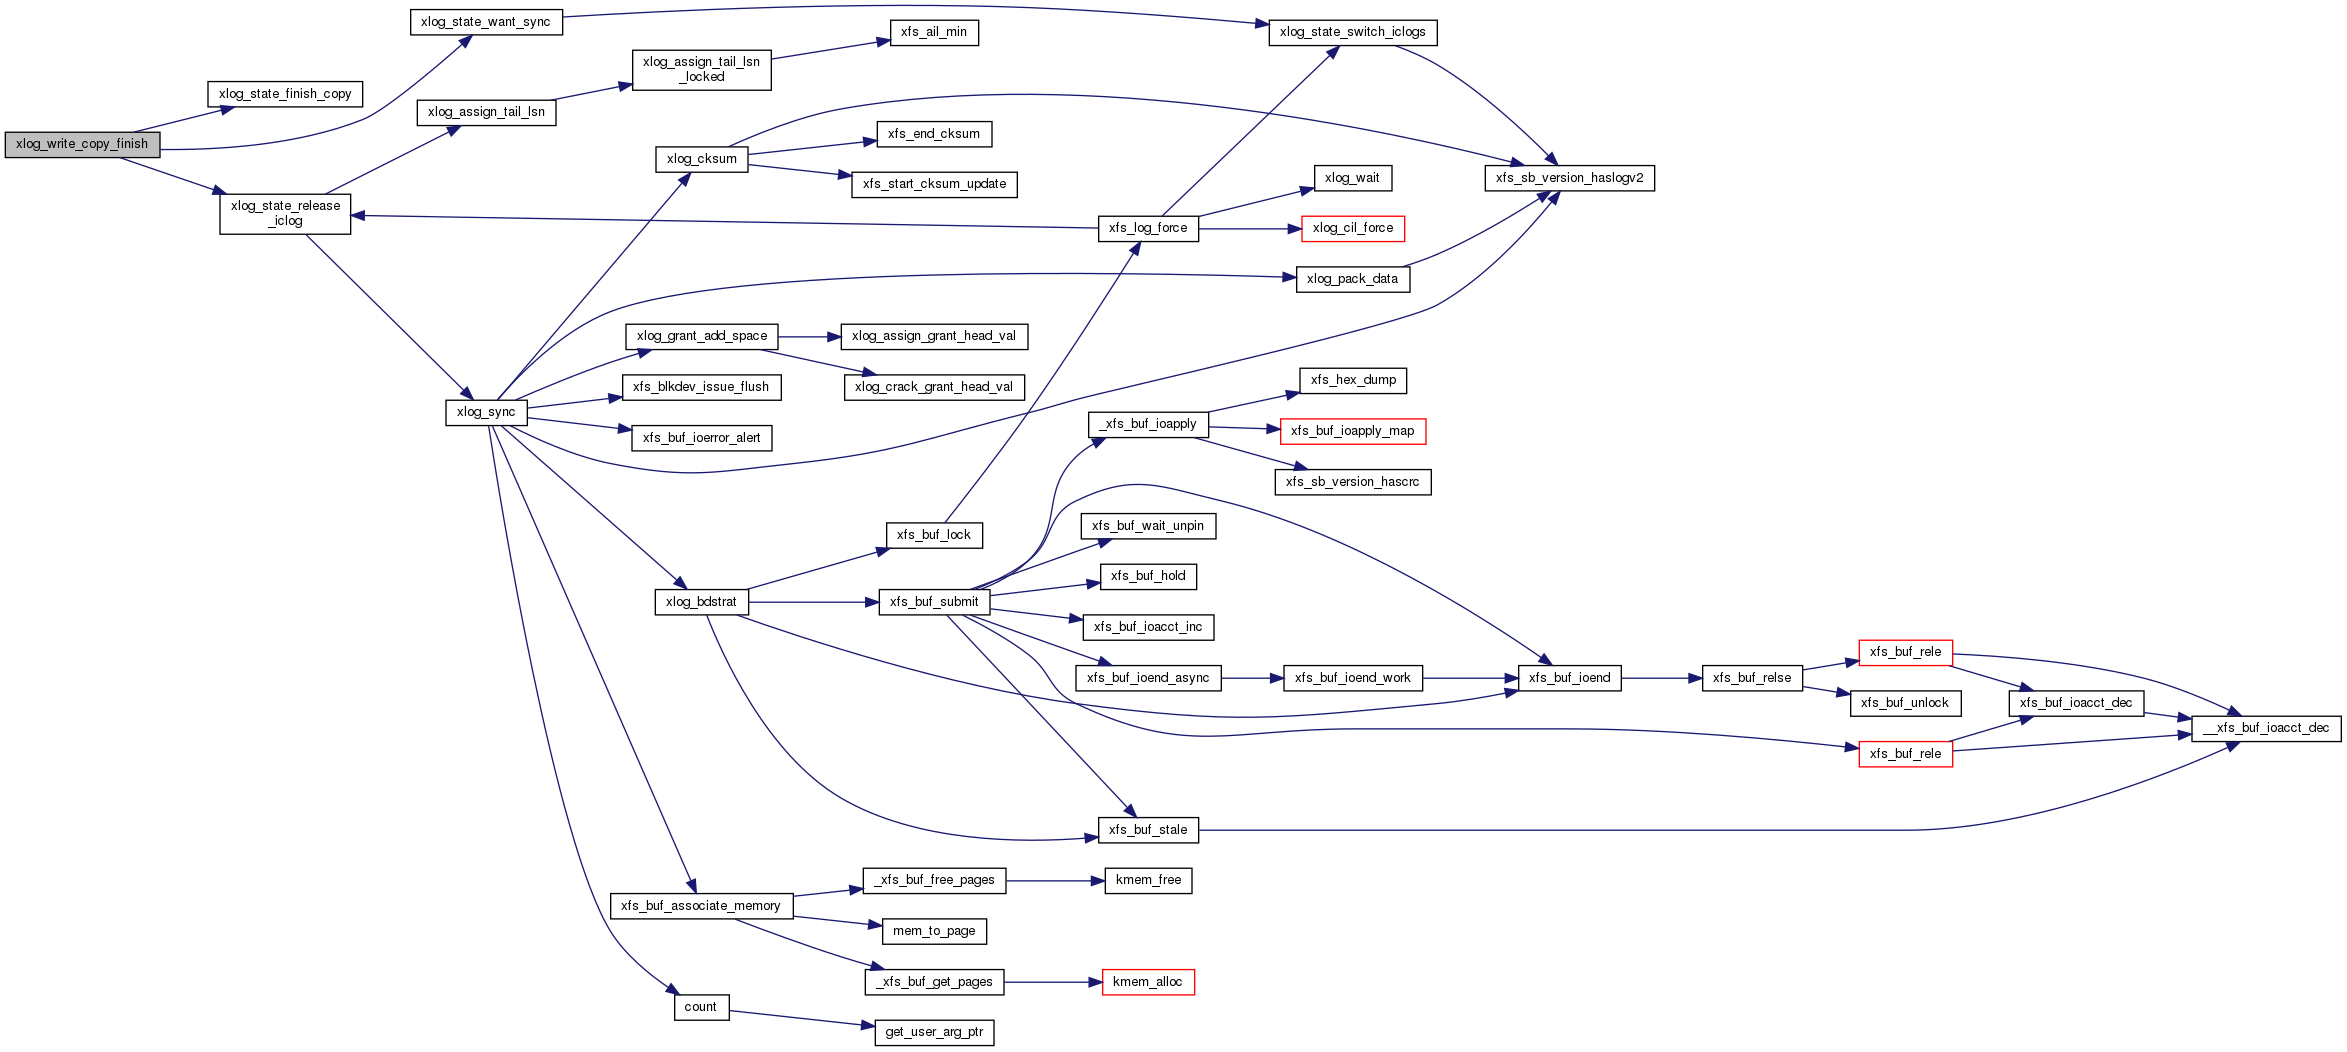 xlog_write_copy_finish
xlog_state_finish_copy
xlog_state_want_sync
xlog_assign_tail_lsn
xlog_state_release
_iclog
xlog_assign_tail_lsn
_locked
xfs_ail_min
xlog_state_switch_iclogs
xlog_cksum
xfs_end_cksum
xfs_start_cksum_update
xfs_sb_version_haslogv2
xlog_wait
xfs_log_force
xlog_cil_force
xlog_pack_data
xlog_grant_add_space
xlog_assign_grant_head_val
xlog_crack_grant_head_val
xfs_blkdev_issue_flush
xlog_sync
xfs_buf_ioerror_alert
xfs_hex_dump
_xfs_buf_ioapply
xfs_buf_ioapply_map
xfs_sb_version_hascrc
xfs_buf_lock
xfs_buf_wait_unpin
xfs_buf_hold
xlog_bdstrat
xfs_buf_submit
xfs_buf_ioacct_inc
xfs_buf_ioend_async
xfs_buf_ioend_work
xfs_buf_ioend
xfs_buf_relse
xfs_buf_rele
xfs_buf_unlock
xfs_buf_ioacct_dec
__xfs_buf_ioacct_dec
xfs_buf_rele
xfs_buf_stale
_xfs_buf_free_pages
kmem_free
xfs_buf_associate_memory
mem_to_page
_xfs_buf_get_pages
kmem_alloc
count
get_user_arg_ptr